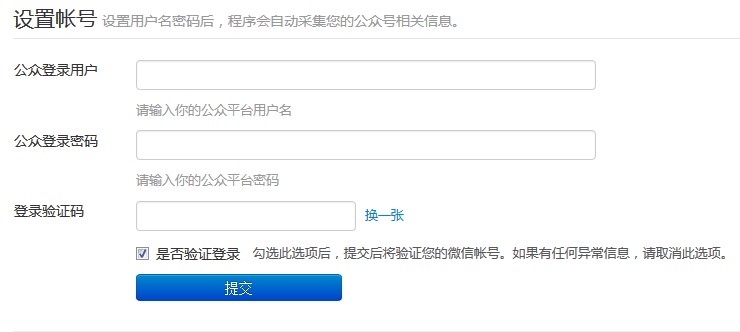 设置帐号 设置用户名密码后，程序会自动采集您的公众号相关信息。
公众登录用户
请输入你的公众平台用户名
公众登录密码
请输入你的公众平台密码
登录验证码 换一张
是否验证登录 勾选此选项后，提交后将验证您的微信帐号。如果有任何异常信息，请取消此选项。
提交